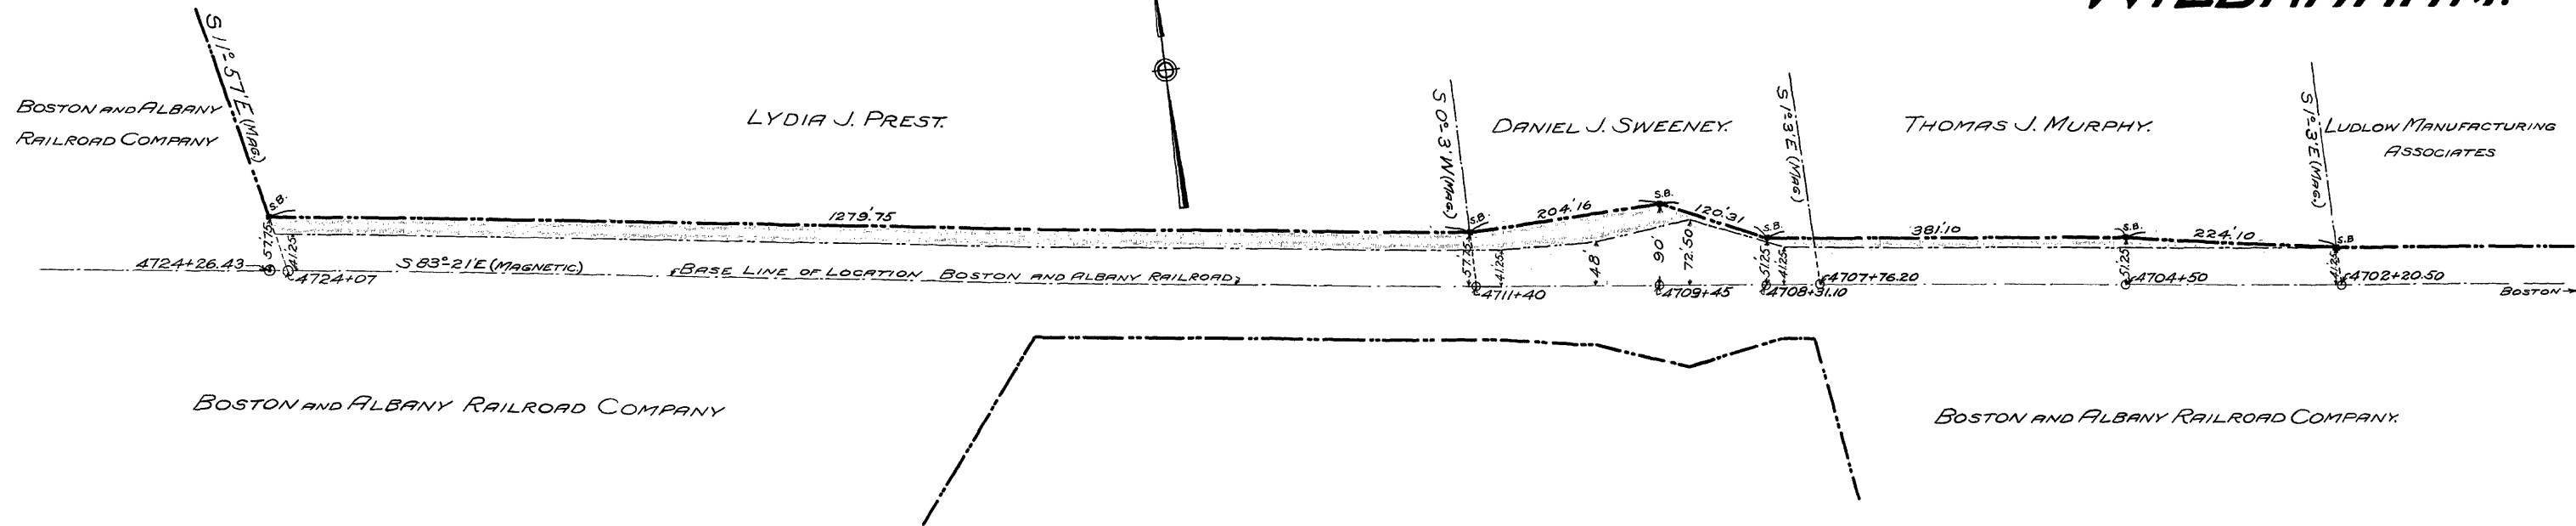 S 11°-57' E (MAG)
BOSTON AND ALBANY
RAILROAD COMPANY
LYDIA J. PREST.
S 0°-3' W (MAG)
DANIEL J. SWEENEY.
S 1°-3' E (MAG)
THOMAS J. MURPHY.
S 1°-3' E (MAG)
LUDLOW MANUFACTURING
ASSOCIATES
S.B.
1279.'75
S.B.
204.'16
S.B.
120.'31
S.B.
381.'10
S.B.
224.'10
S.B.
57.'75
41.'25
57.'75
41.'25
48'
90'
72.'50
51.'25
41.'25
51.'25
41.'25
4724+26.43
4724+07
S 83°-21' E (MAGNETIC)
BASE LINE OF LOCATION BOSTON AND ALBANY RAILROAD
4711+40
4709+45
4708+31.10
4707+76.20
4704+50
4702+20.50
BOSTON
BOSTON AND ALBANY RAILROAD COMPANY
BOSTON AND ALBANY RAILROAD COMPANY.